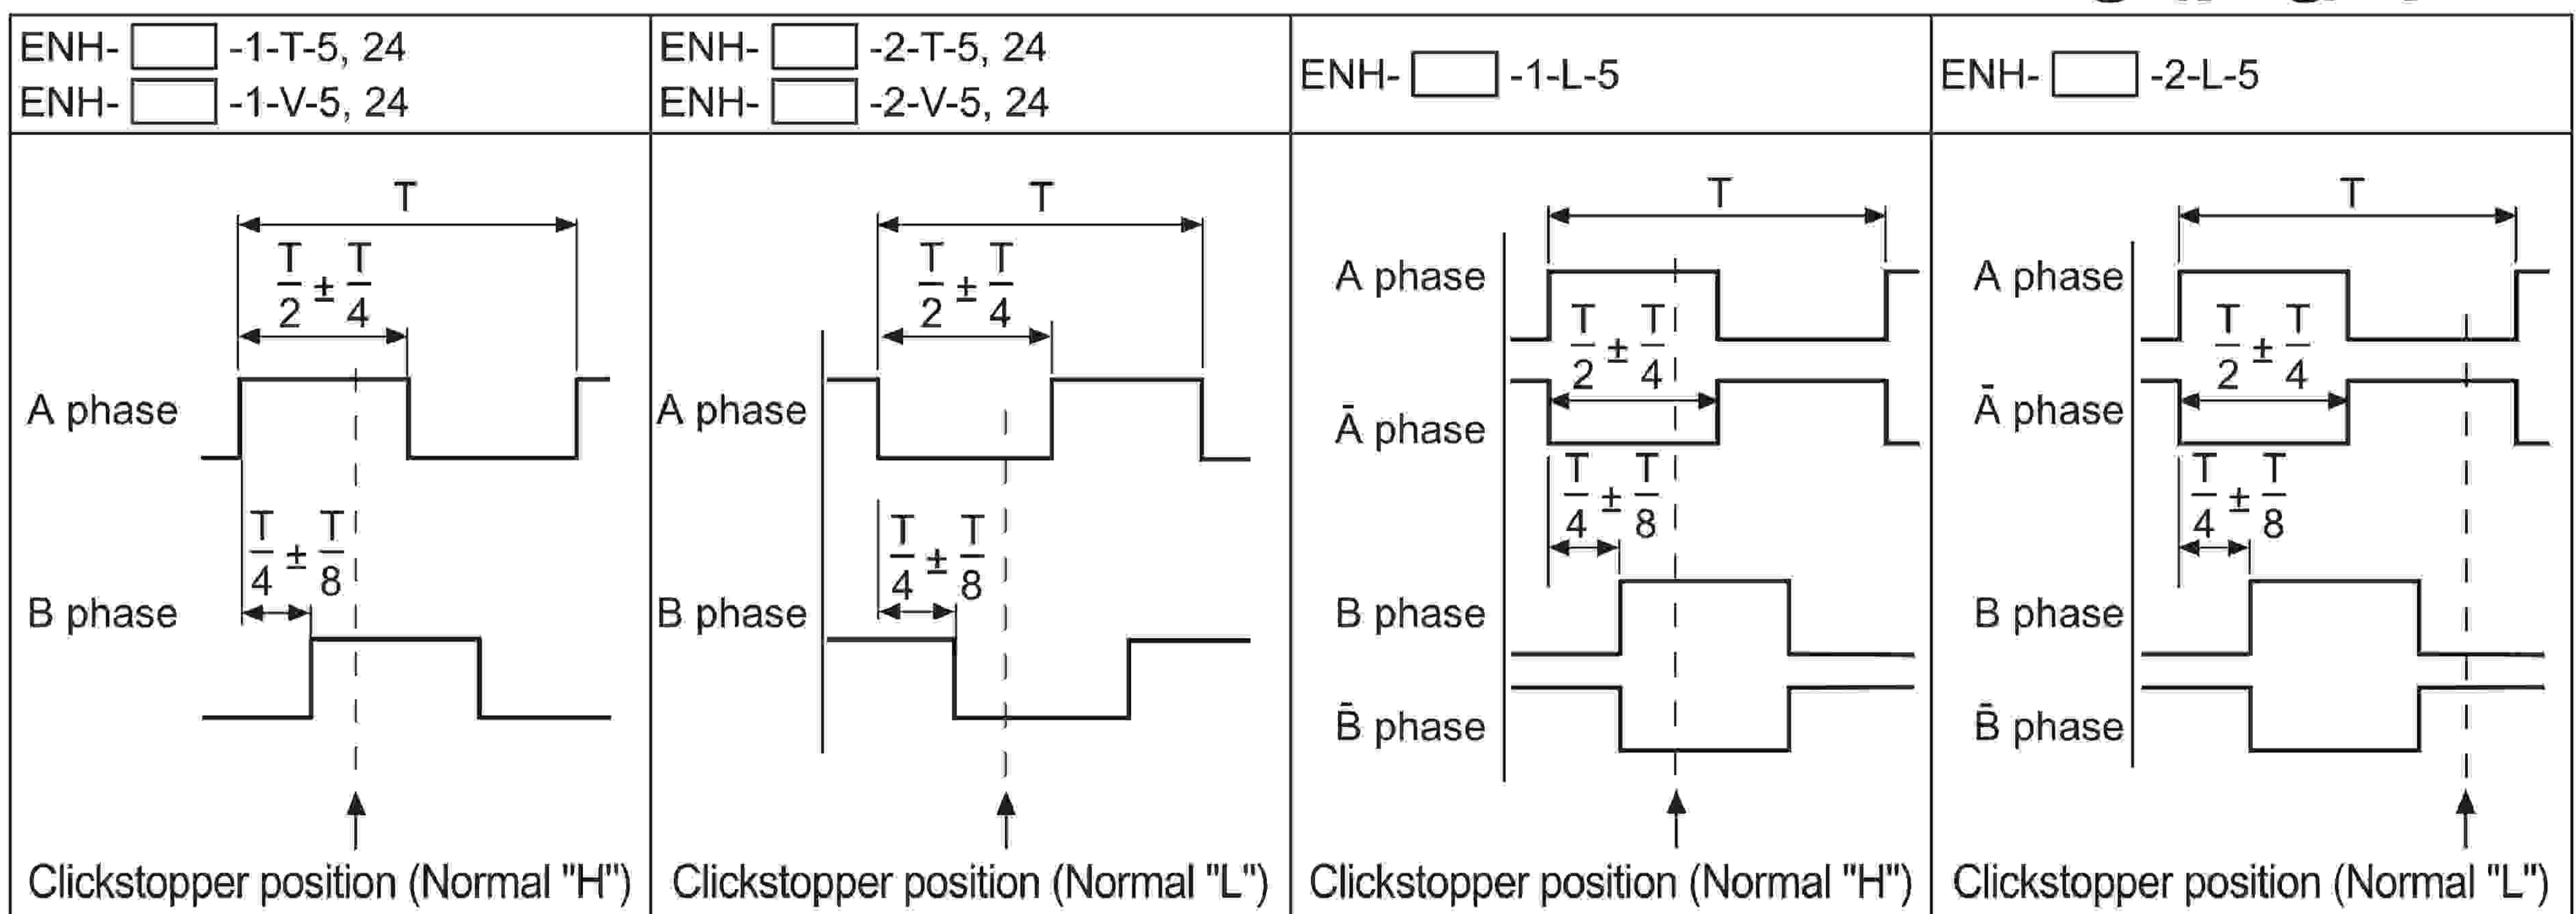 ENH- -1-T-5, 24
ENH- -1-V-5, 24
ENH- -2-T-5, 24
ENH- -2-V-5, 24
ENH- -1-L-5
ENH- -2-L-5
T
T/2 ± T/4
A phase
T/4 ± T/8
B phase
Clickstopper position (Normal "H")
T
T/2 ± T/4
A phase
T/4 ± T/8
B phase
Clickstopper position (Normal "L")
T
A phase
T/2 ± T/4
Ā phase
T/4 ± T/8
B phase
B̄ phase
Clickstopper position (Normal "H")
T
A phase
T/2 ± T/4
Ā phase
T/4 ± T/8
B phase
B̄ phase
Clickstopper position (Normal "L")